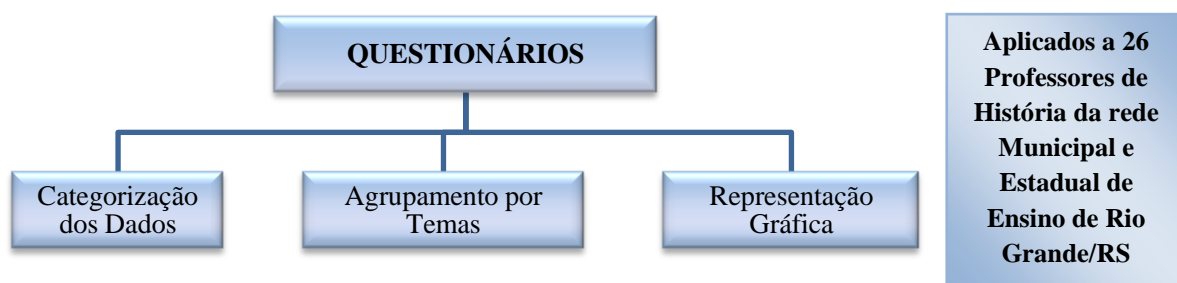 QUESTIONÁRIOS
Categorização
dos Dados
Agrupamento por
Temas
Representação
Gráfica
Aplicados a 26
Professores de
História da rede
Municipal e
Estadual de
Ensino de Rio
Grande/RS